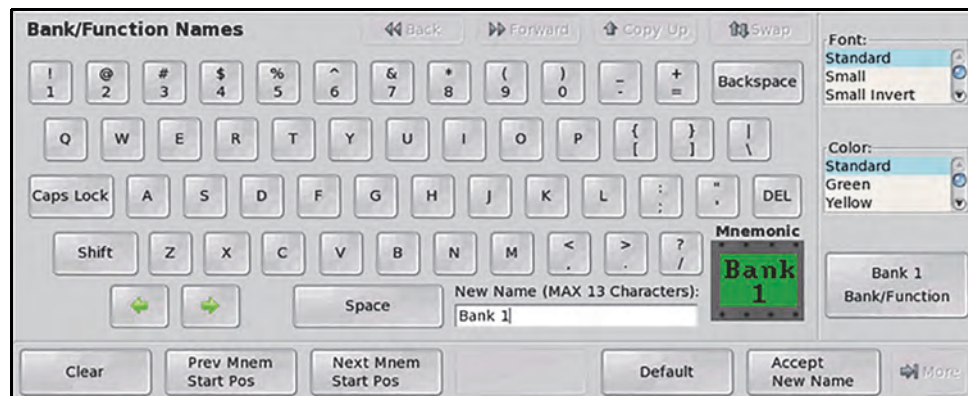 Bank/Function Names
Back
Forward
Copy Up
Swap
! @ # $ % ^ & * ( ) _ +
1 2 3 4 5 6 7 8 9 0 - = Backspace
Q W E R T Y U I O P { } |
[ ] \
Caps Lock A S D F G H J K L : " DEL
; '
Shift Z X C V B N M < > ?
, . /
Space
New Name (MAX 13 Characters):
Bank 1
Mnemonic
Bank
1
Font:
Standard
Small
Small Invert
Color:
Standard
Green
Yellow
Bank 1
Bank/Function
Clear
Prev Mnem
Start Pos
Next Mnem
Start Pos
Default
Accept
New Name
More